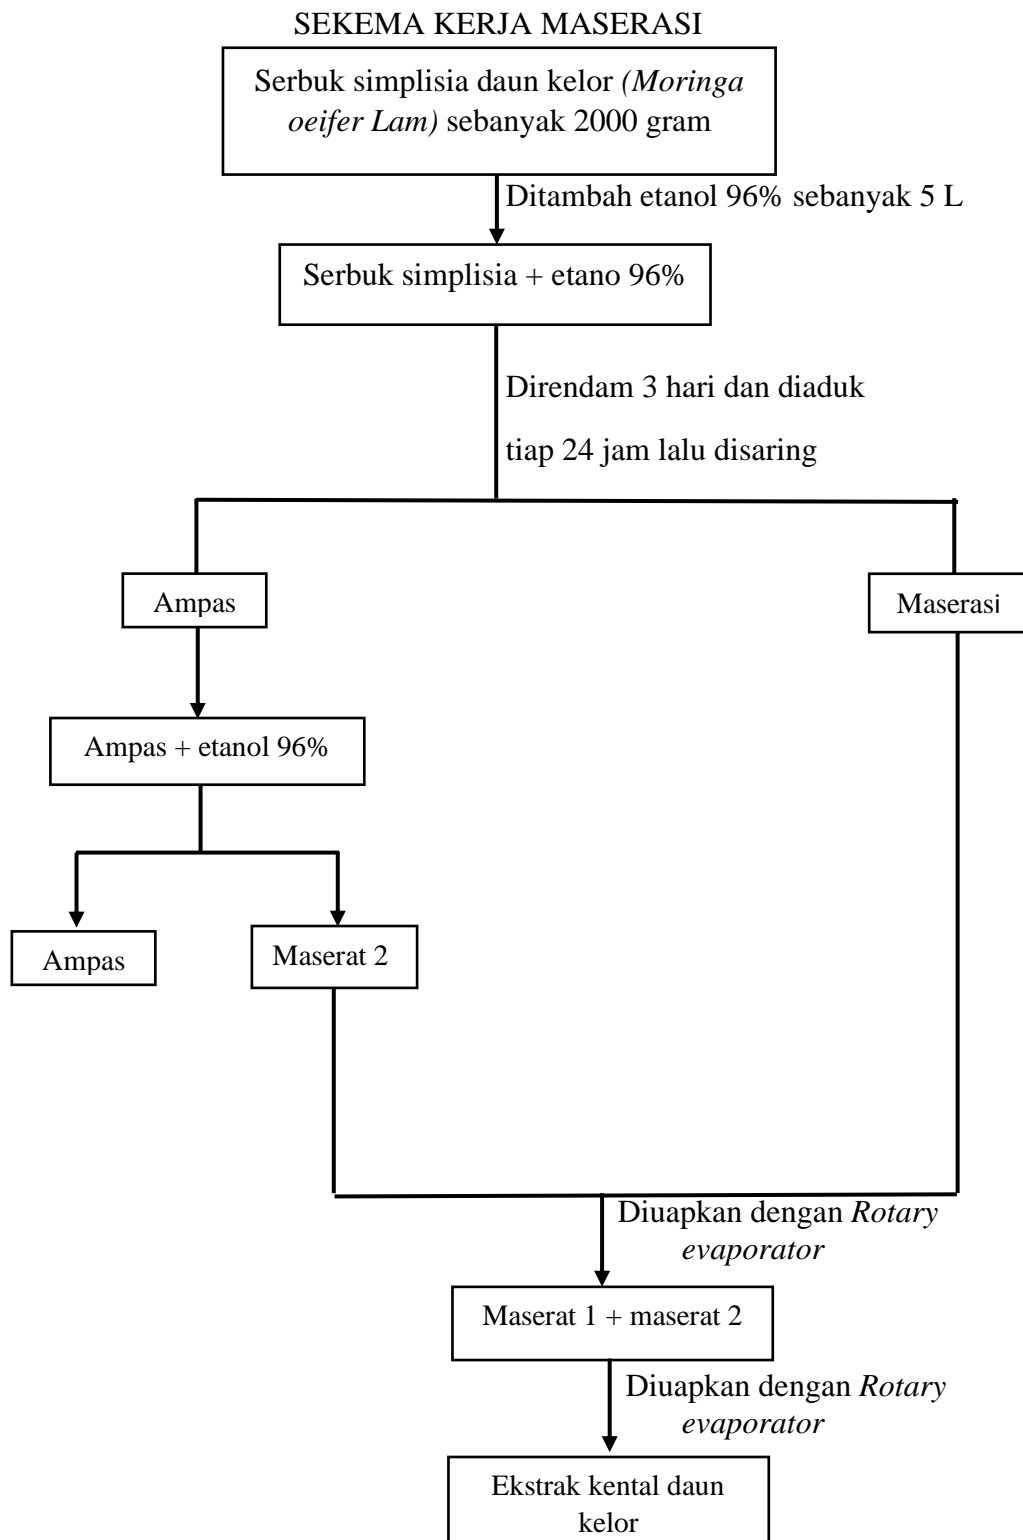 SEKEMA KERJA MASERASI
Serbuk simplisia daun kelor (Moringa
oeifer Lam) sebanyak 2000 gram
Ditambah etanol 96% sebanyak 5 L
Serbuk simplisia + etano 96%
Direndam 3 hari dan diaduk
tiap 24 jam lalu disaring
Ampas
Maserasi
Ampas + etanol 96%
Ampas
Maserat 2
Diuapkan dengan Rotary
evaporator
Maserat 1 + maserat 2
Diuapkan dengan Rotary
evaporator
Ekstrak kental daun
kelor